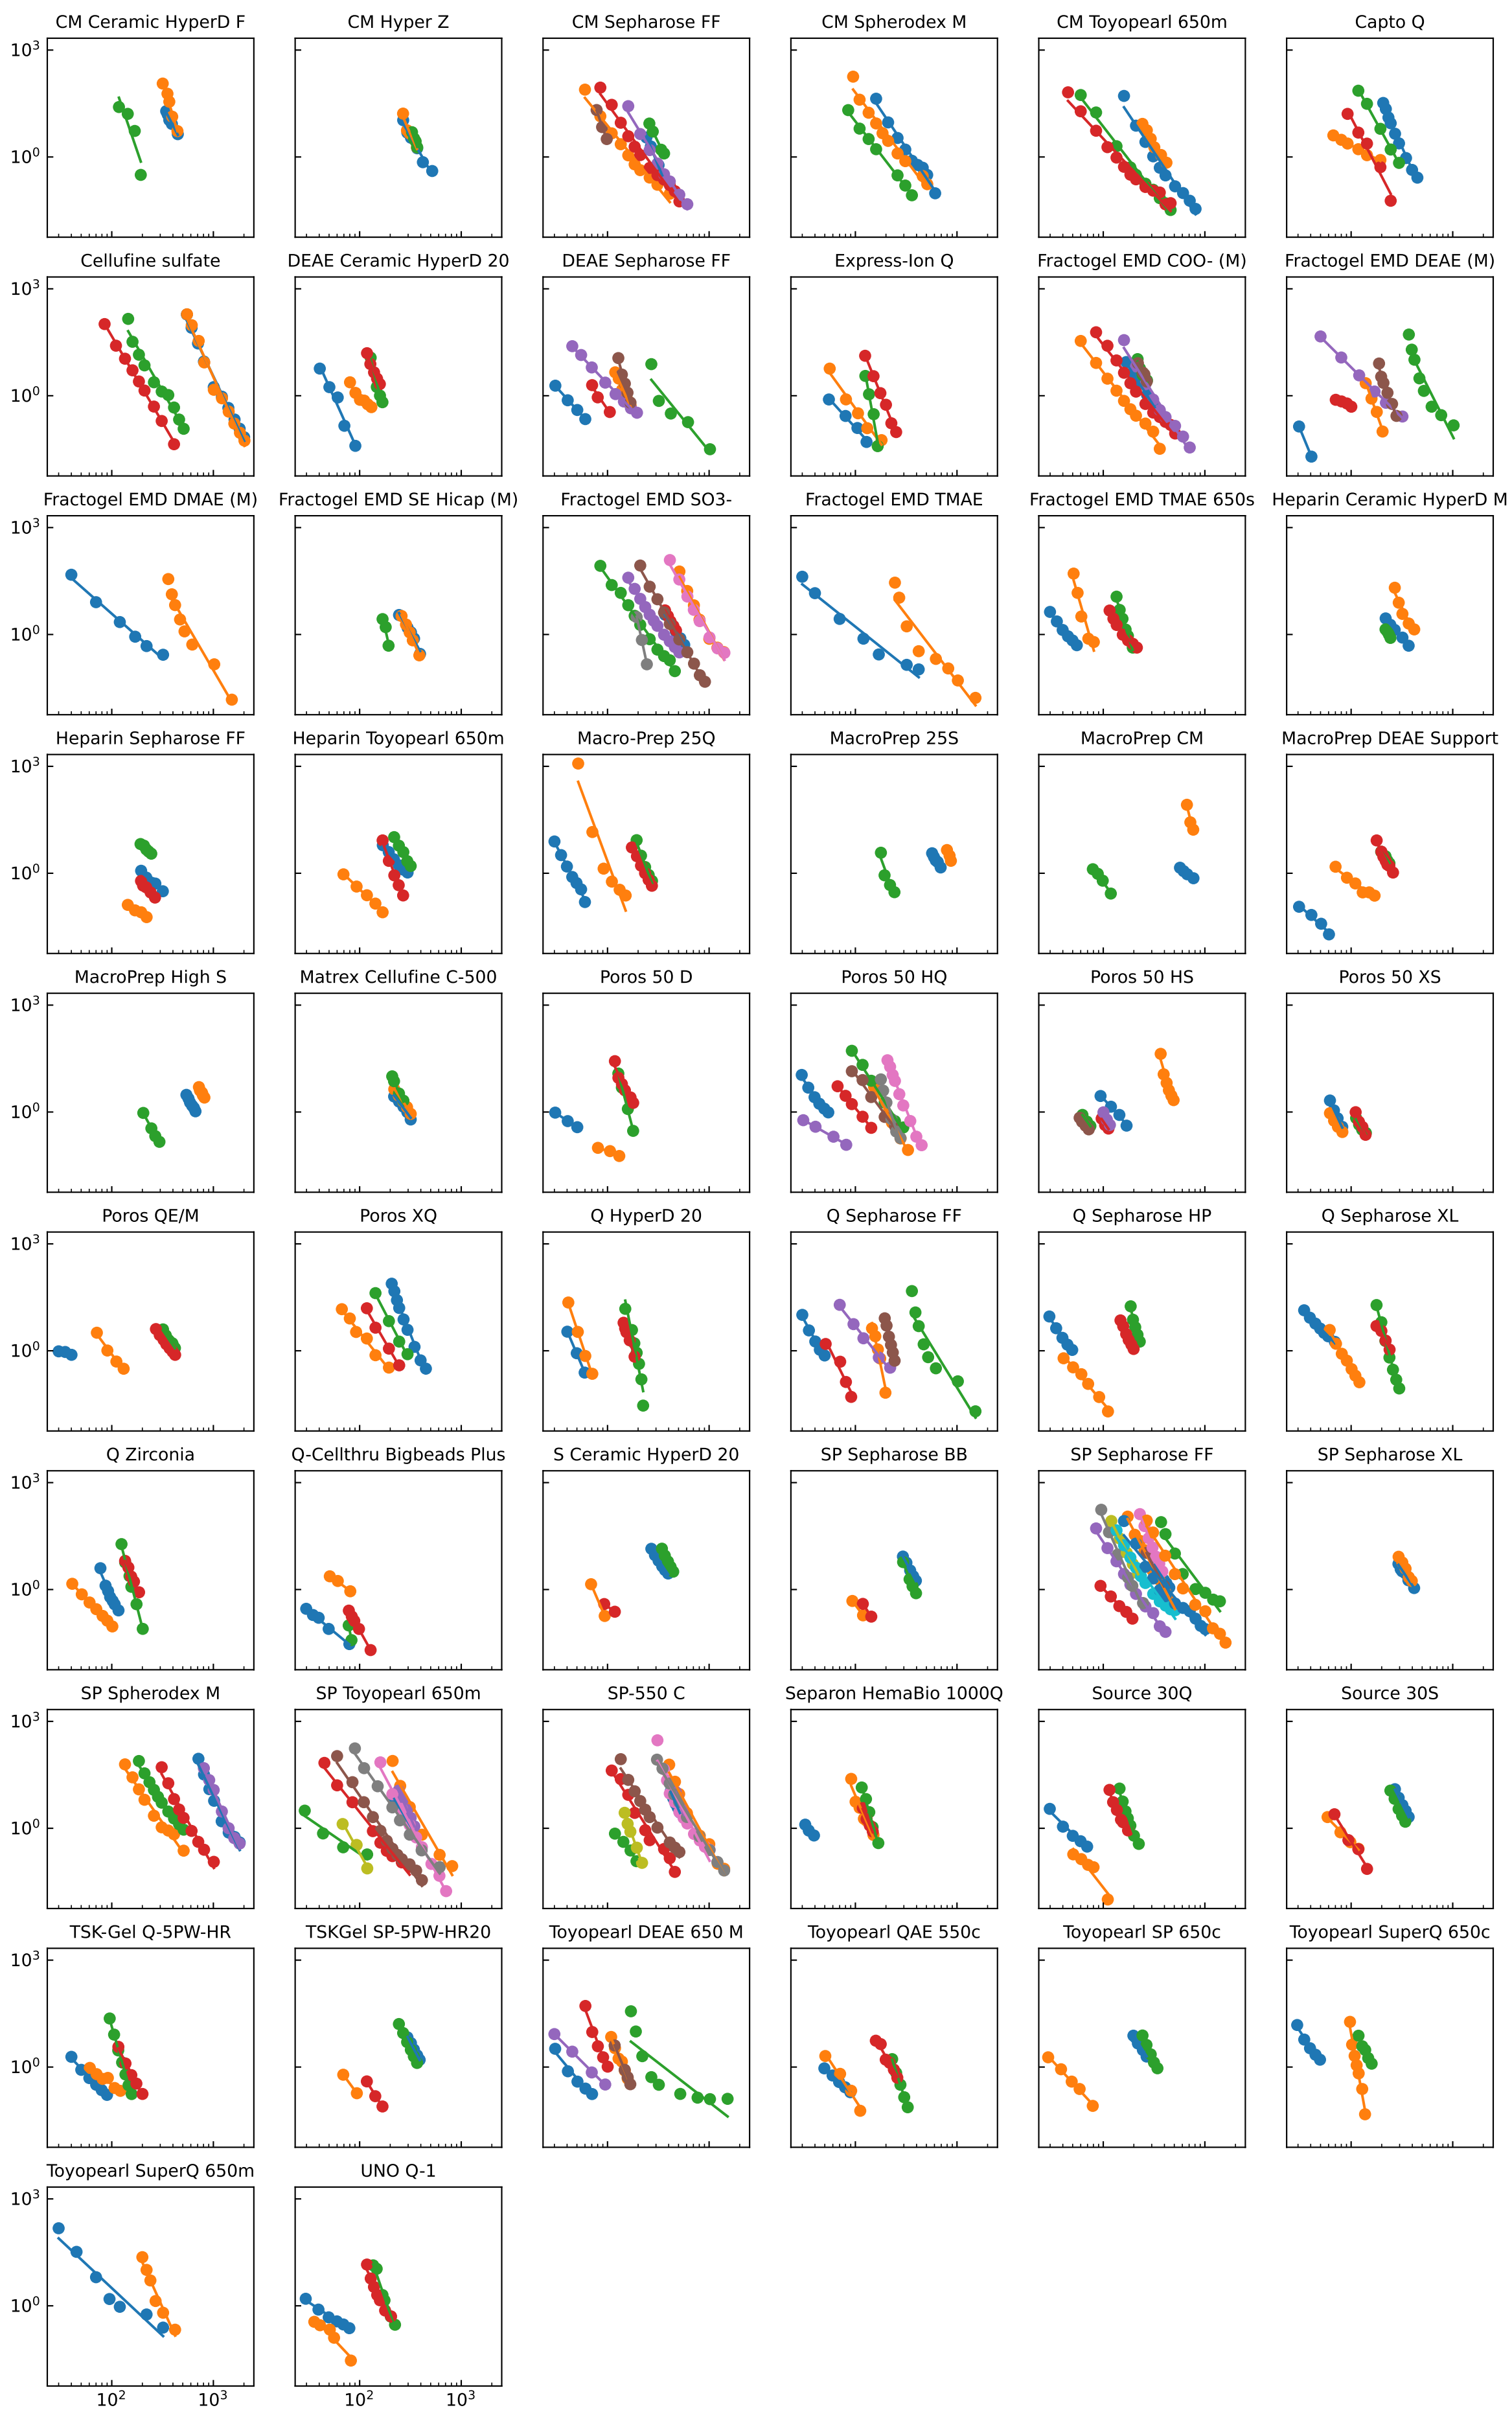 CM Ceramic HyperD F CM Hyper Z CM Sepharose FF CM Spherodex M CM Toyopearl 650m Capto Q
10³
10⁰
Cellufine sulfate DEAE Ceramic HyperD 20 DEAE Sepharose FF Express-Ion Q Fractogel EMD COO- (M) Fractogel EMD DEAE (M)
10³
10⁰
Fractogel EMD DMAE (M) Fractogel EMD SE Hicap (M) Fractogel EMD SO3- Fractogel EMD TMAE Fractogel EMD TMAE 650s Heparin Ceramic HyperD M
10³
10⁰
Heparin Sepharose FF Heparin Toyopearl 650m Macro-Prep 25Q MacroPrep 25S MacroPrep CM MacroPrep DEAE Support
10³
10⁰
MacroPrep High S Matrex Cellufine C-500 Poros 50 D Poros 50 HQ Poros 50 HS Poros 50 XS
10³
10⁰
Poros QE/M Poros XQ Q HyperD 20 Q Sepharose FF Q Sepharose HP Q Sepharose XL
10³
10⁰
Q Zirconia Q-Cellthru Bigbeads Plus S Ceramic HyperD 20 SP Sepharose BB SP Sepharose FF SP Sepharose XL
10³
10⁰
SP Spherodex M SP Toyopearl 650m SP-550 C Separon HemaBio 1000Q Source 30Q Source 30S
10³
10⁰
TSK-Gel Q-5PW-HR TSKGel SP-5PW-HR20 Toyopearl DEAE 650 M Toyopearl QAE 550c Toyopearl SP 650c Toyopearl SuperQ 650c
10³
10⁰
Toyopearl SuperQ 650m UNO Q-1
10³
10⁰
10² 10³ 10² 10³